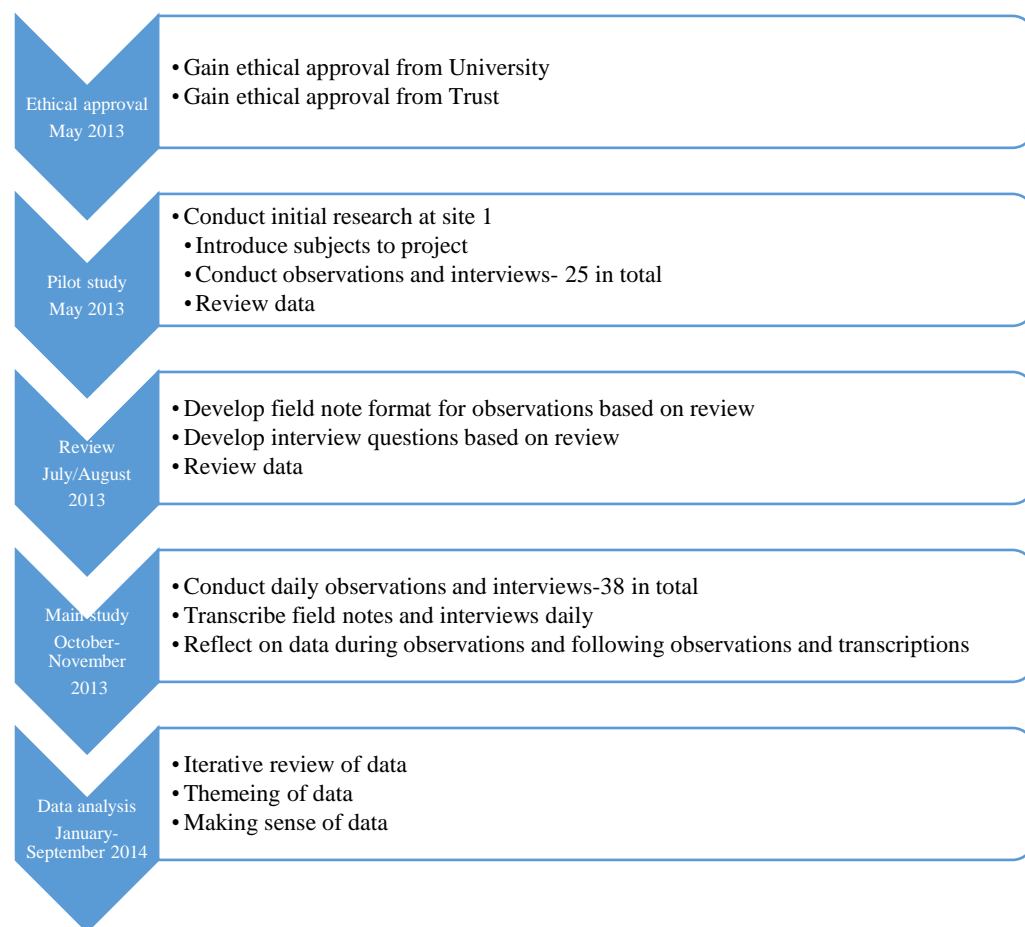 Ethical approval
May 2013
• Gain ethical approval from University
• Gain ethical approval from Trust
Pilot study
May 2013
• Conduct initial research at site 1
• Introduce subjects to project
• Conduct observations and interviews- 25 in total
• Review data
Review
July/August
2013
• Develop field note format for observations based on review
• Develop interview questions based on review
• Review data
Main study
October-
November
2013
• Conduct daily observations and interviews-38 in total
• Transcribe field notes and interviews daily
• Reflect on data during observations and following observations and transcriptions
Data analysis
January-
September 2014
• Iterative review of data
• Themeing of data
• Making sense of data